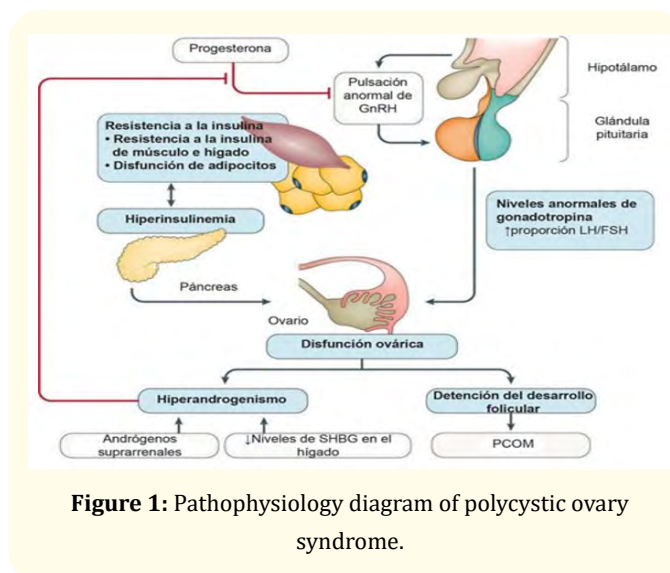 Progesterona
Pulsación
anormal de
GnRH
Hipotálamo
Glándula
pituitaria
Resistencia a la insulina
• Resistencia a la insulina
de músculo e hígado
• Disfunción de adipocitos
Hiperinsulinemia
Niveles anormales de
gonadotropina
↑proporción LH/FSH
Páncreas
Ovario
Disfunción ovárica
Hiperandrogenismo
Detención del desarrollo
folicular
Andrógenos
suprarrenales
↓Niveles de SHBG en el
hígado
PCOM
Figure 1: Pathophysiology diagram of polycystic ovary
syndrome.